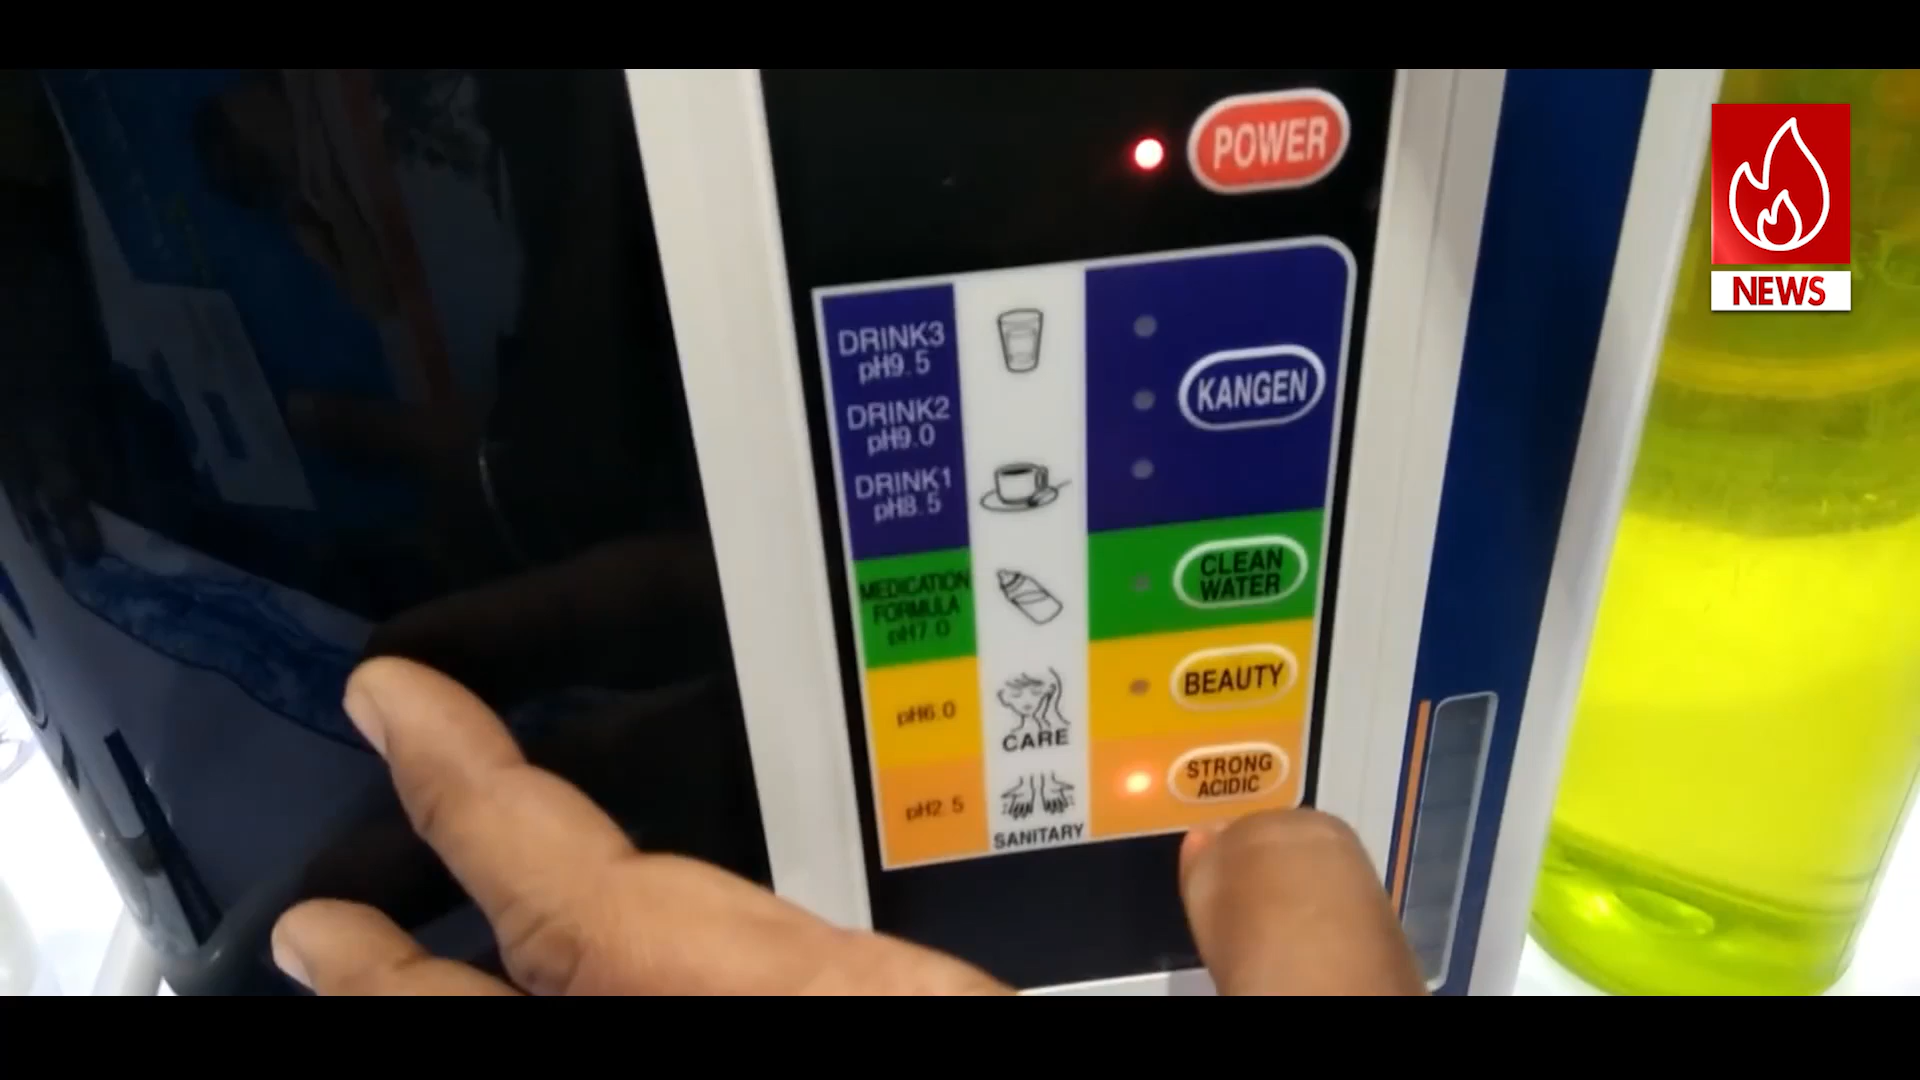 POWER
NEWS
DRINK3
pH9.5
DRINK2
pH9.0
DRINK1
pH8.5
KANGEN
MEDICATION
FORMULA
pH7.0
CLEAN
WATER
pH6.0
CARE
BEAUTY
pH2.5
SANITARY
STRONG
ACIDIC